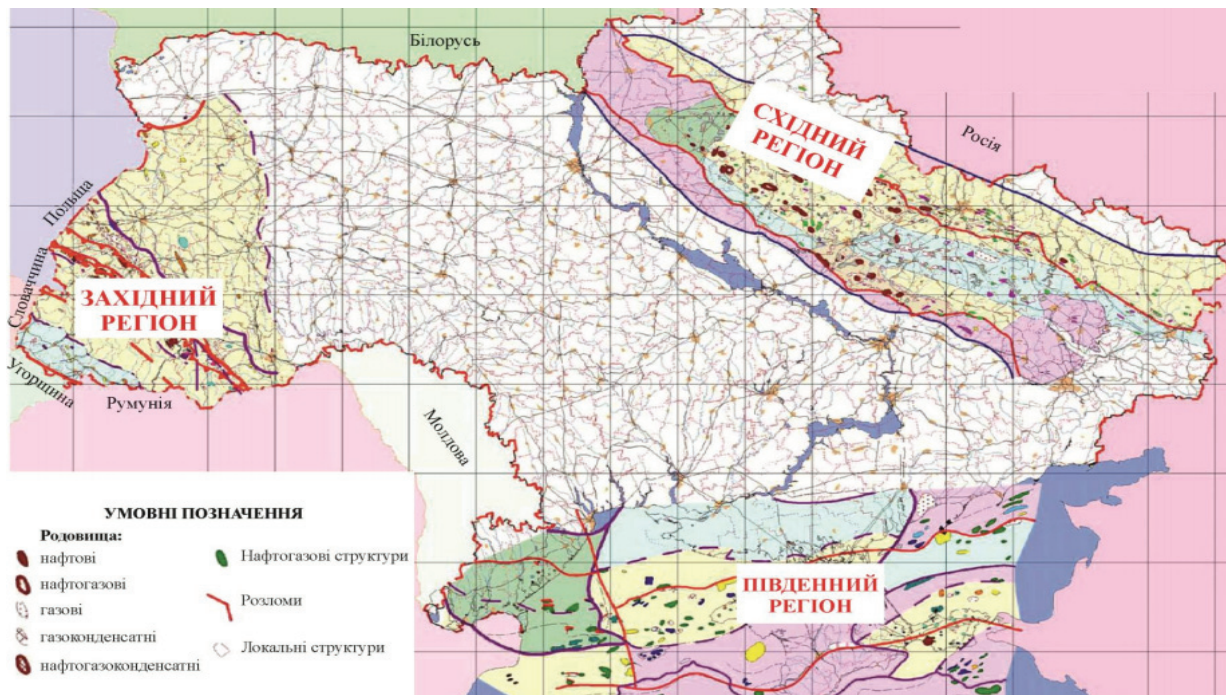 Білорусь
СХІДНИЙ
РЕГІОН
Росія
Польща
Словаччина
ЗАХІДНИЙ
РЕГІОН
Угорщина
Румунія
Молдова
ПІВДЕННИЙ
РЕГІОН
УМОВНІ ПОЗНАЧЕННЯ
Родовища:
нафтові
нафтогазові
газові
газоконденсатні
нафтогазоконденсатні
Нафтогазові структури
Розломи
Локальні структури